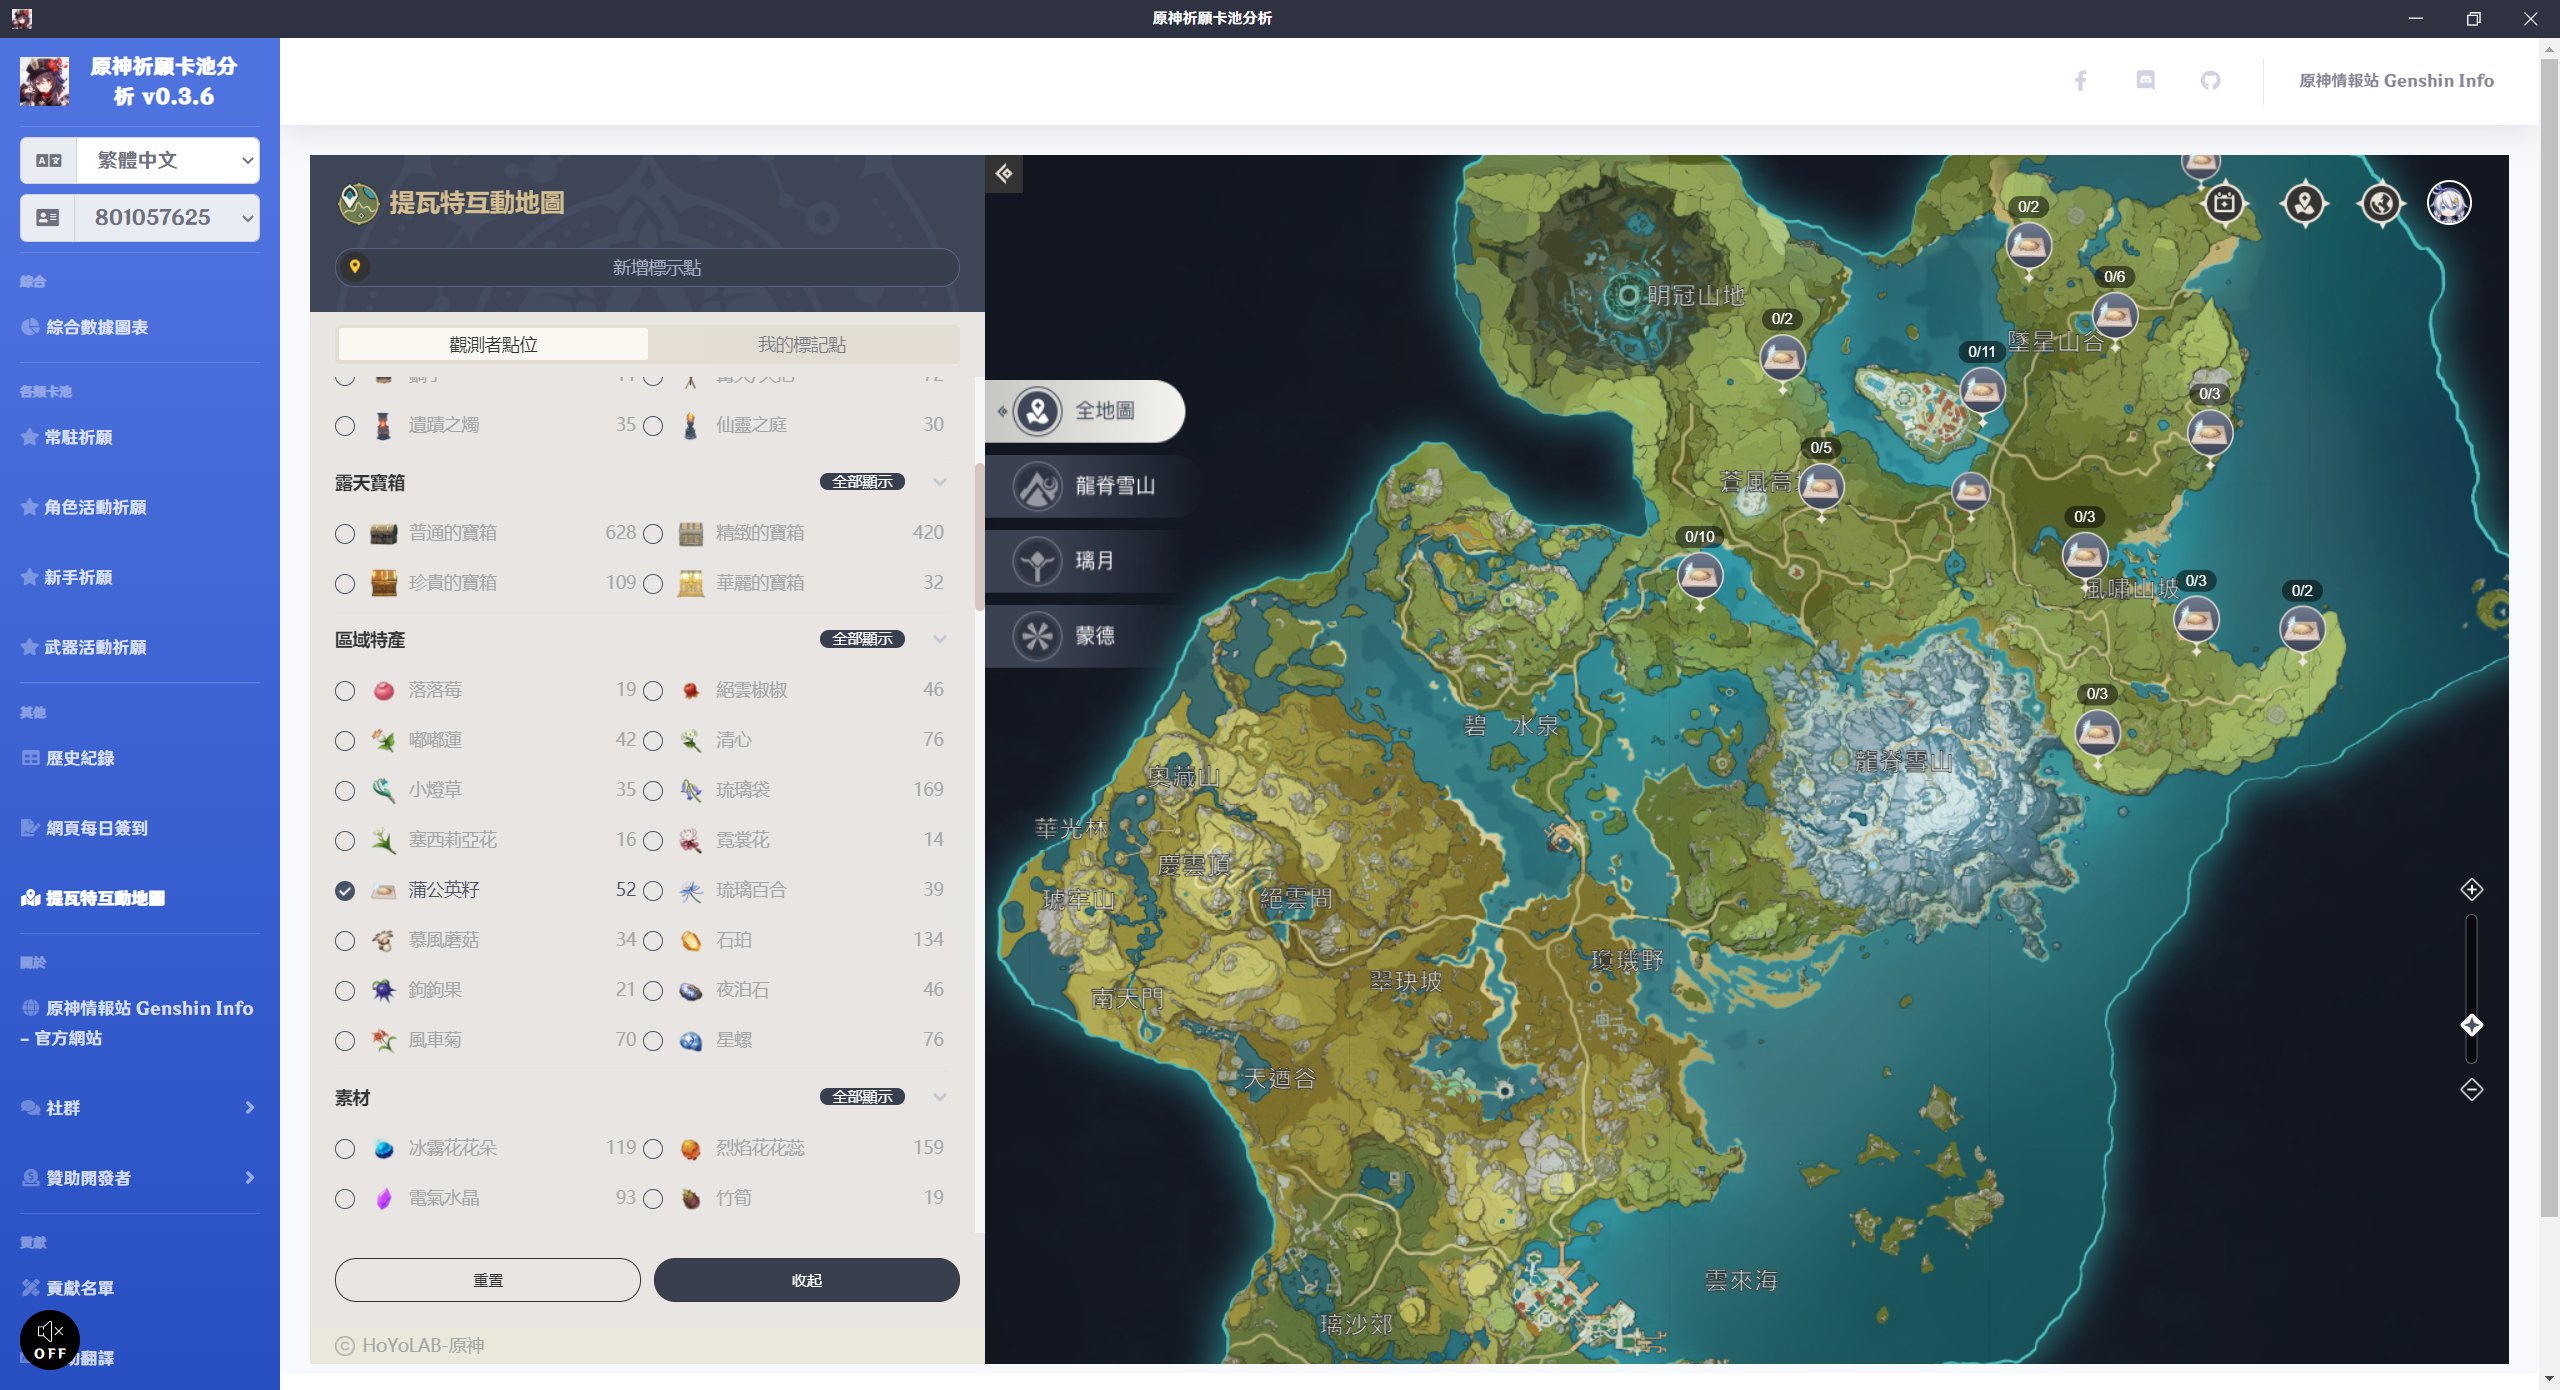 原神祈願卡池分析
原神祈願卡池分
析 v0.3.6
繁體中文
801057625
綜合
綜合數據圖表
各類卡池
常駐祈願
角色活動祈願
新手祈願
武器活動祈願
其他
歷史紀錄
網頁每日簽到
提瓦特互動地圖
關於
原神情報站 Genshin Info
- 官方網站
社群
贊助開發者
貢獻
貢獻名單
翻譯
OFF
原神情報站 Genshin Info
提瓦特互動地圖
新增標示點
觀測者點位
我的標記點
遺蹟之燭 35
仙靈之庭 30
露天寶箱 全部顯示
普通的寶箱 628
精緻的寶箱 420
珍貴的寶箱 109
華麗的寶箱 32
區域特產 全部顯示
落落莓 19
絕雲椒椒 46
嘟嘟蓮 42
清心 76
小燈草 35
琉璃袋 169
塞西莉亞花 16
霓裳花 14
蒲公英籽 52
琉璃百合 39
慕風蘑菇 34
石珀 134
鉤鉤果 21
夜泊石 46
風車菊 70
星螺 76
素材 全部顯示
冰霧花花朵 119
烈焰花花蕊 159
電氣水晶 93
竹筍 19
重置
收起
© HoYoLAB-原神
全地圖
龍脊雪山
璃月
蒙德
0/2
0/6
明冠山地
0/2
墜星山谷
0/11
0/3
0/5
蒼風高
0/3
0/10
風嘯山坡
0/3
0/2
0/3
碧 水泉
龍脊雪山
奧藏山
華光林
慶雲頂
琥牢山
絕雲間
瓊璣野
翠玦坡
南天門
天遒谷
雲來海
璃沙郊